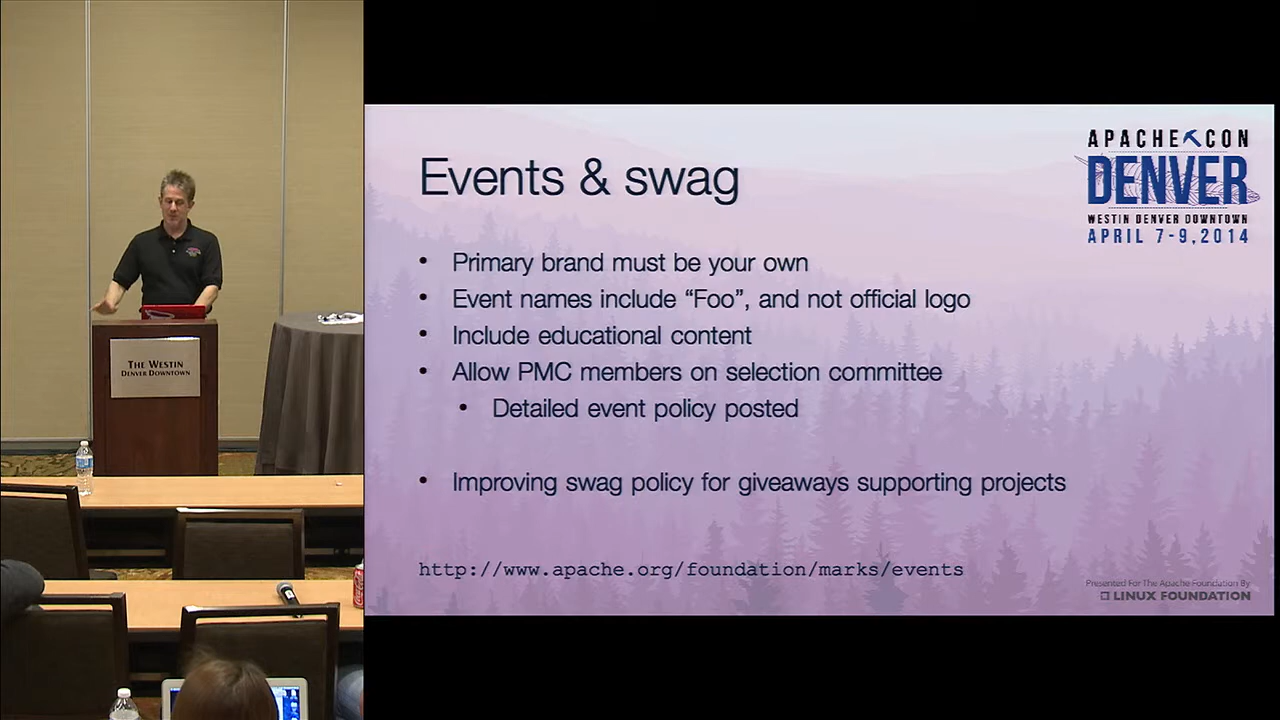 THE WESTIN
DENVER DOWNTOWN
Events & swag
APACHE CON
DENVER
WESTIN DENVER DOWNTOWN
APRIL 7-9, 2014
• Primary brand must be your own
• Event names include “Foo”, and not official logo
• Include educational content
• Allow PMC members on selection committee
• Detailed event policy posted
• Improving swag policy for giveaways supporting projects
http://www.apache.org/foundation/marks/events
Presented For The Apache Foundation By
LINUX FOUNDATION